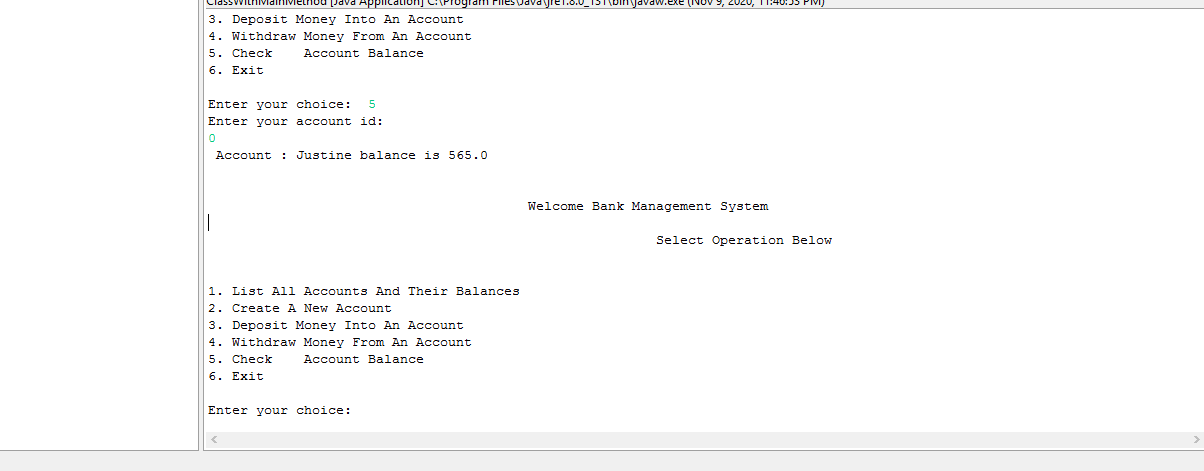 ClassWithMainMethod [Java Application] C:\Program Files\Java\jre1.8.0_131\bin\javaw.exe (Nov 9, 2020, 11:46:53 PM)
3. Deposit Money Into An Account
4. Withdraw Money From An Account
5. Check    Account Balance
6. Exit
Enter your choice:  5
Enter your account id:
0
Account : Justine balance is 565.0
Welcome Bank Management System
Select Operation Below
1. List All Accounts And Their Balances
2. Create A New Account
3. Deposit Money Into An Account
4. Withdraw Money From An Account
5. Check    Account Balance
6. Exit
Enter your choice: